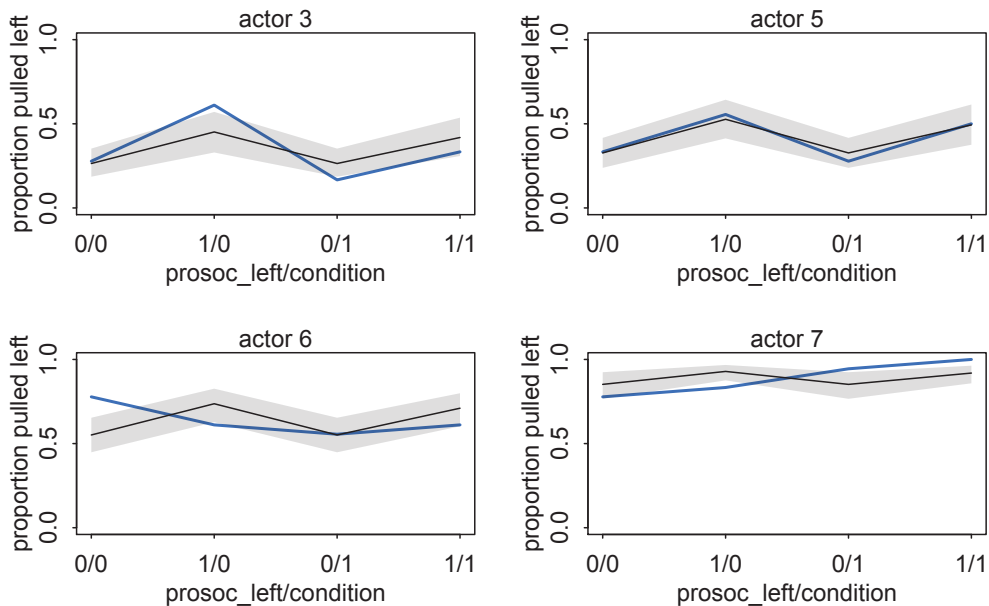 actor 3
proportion pulled left
1.0
0.5
0.0
0/0 1/0 0/1 1/1
prosoc_left/condition
actor 5
proportion pulled left
1.0
0.5
0.0
0/0 1/0 0/1 1/1
prosoc_left/condition
actor 6
proportion pulled left
1.0
0.5
0.0
0/0 1/0 0/1 1/1
prosoc_left/condition
actor 7
proportion pulled left
1.0
0.5
0.0
0/0 1/0 0/1 1/1
prosoc_left/condition